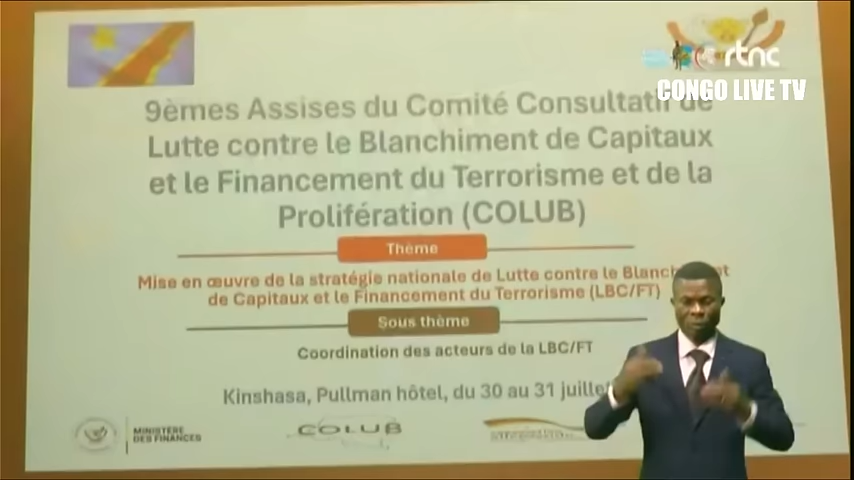 rtnc
CONGO LIVE TV
9èmes Assises du Comité Consultatif de
Lutte contre le Blanchiment de Capitaux
et le Financement du Terrorisme et de la
Prolifération (COLUB)
Thème
Mise en œuvre de la stratégie nationale de Lutte contre le
de Capitaux et le Financement du Terrorisme (LBC/FT)
Sous thème
Coordination des acteurs de la LBC/FT
Kinshasa, Pullman hôtel, du 30 au 31 juillet
MINISTÈRE
DES FINANCES
COLUB